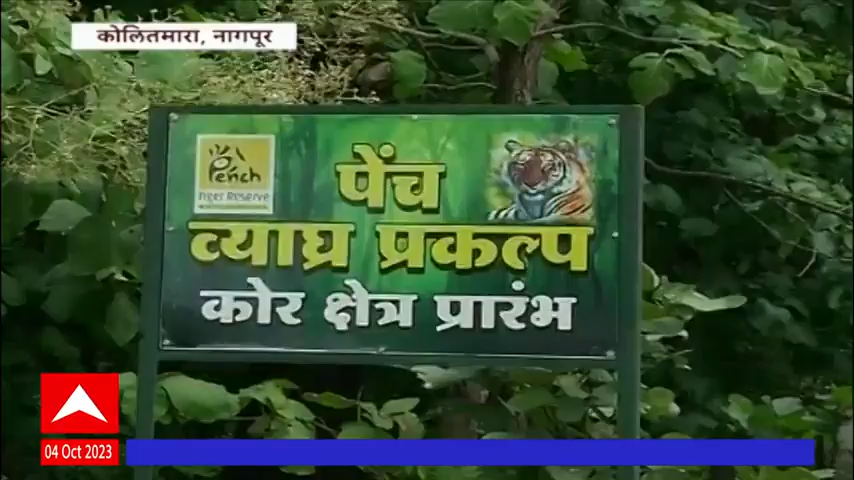 कोलितमारा, नागपूर
Pench
Tiger Reserve
पेंच
व्याघ्र प्रकल्प
कोर क्षेत्र प्रारंभ
04 Oct 2023